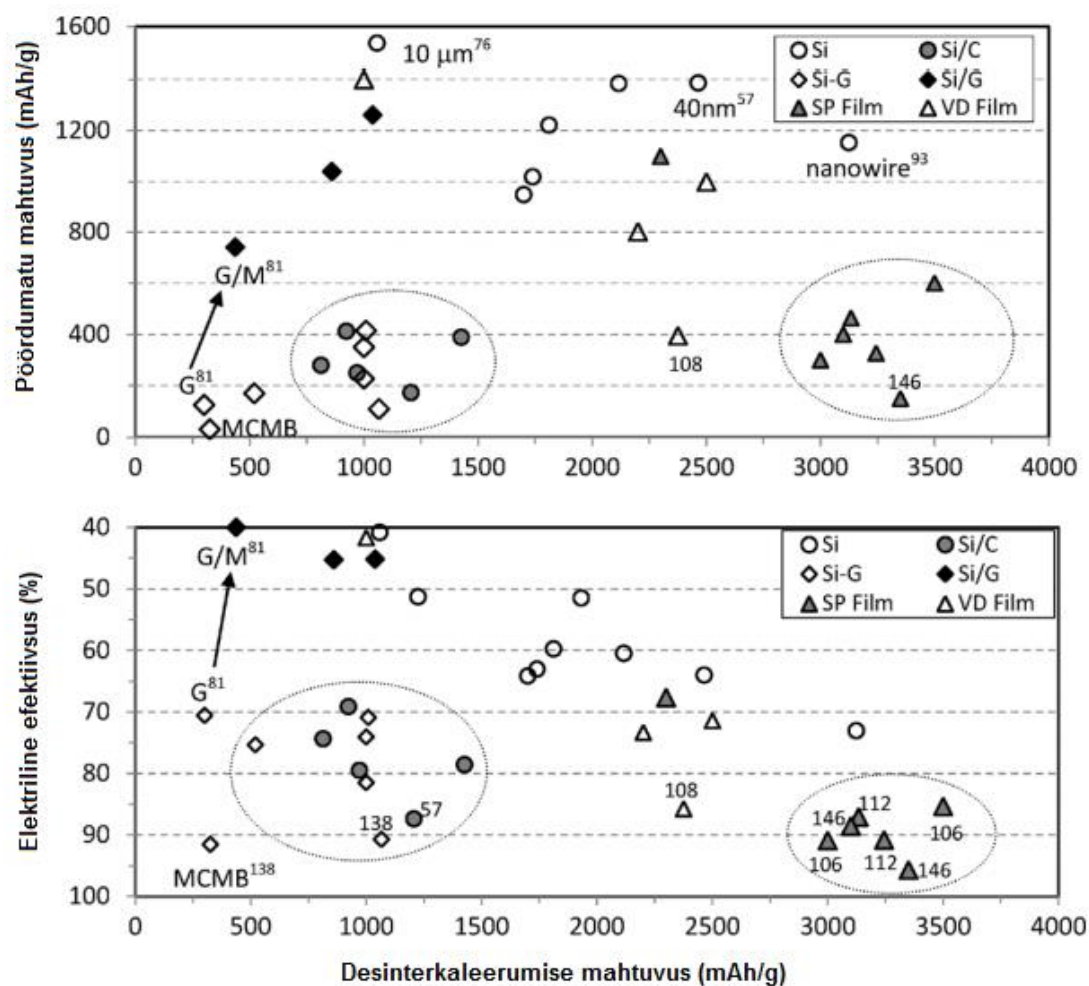 Pöördumatu mahtuvus (mAh/g)
1600
1200
800
400
0
10 µm76
40nm57
nanowire93
Si
Si/C
Si-G
Si/G
SP Film
VD Film
G/M81
G81
MCMB
108
146
0 500 1000 1500 2000 2500 3000 3500 4000
Elektriline efektiivsus (%)
40
50
60
70
80
90
100
G/M81
G81
MCMB138
138
57
108
Si
Si/C
Si-G
Si/G
SP Film
VD Film
146
112
106
106
112
146
0 500 1000 1500 2000 2500 3000 3500 4000
Desinterkaleerumise mahtuvus (mAh/g)